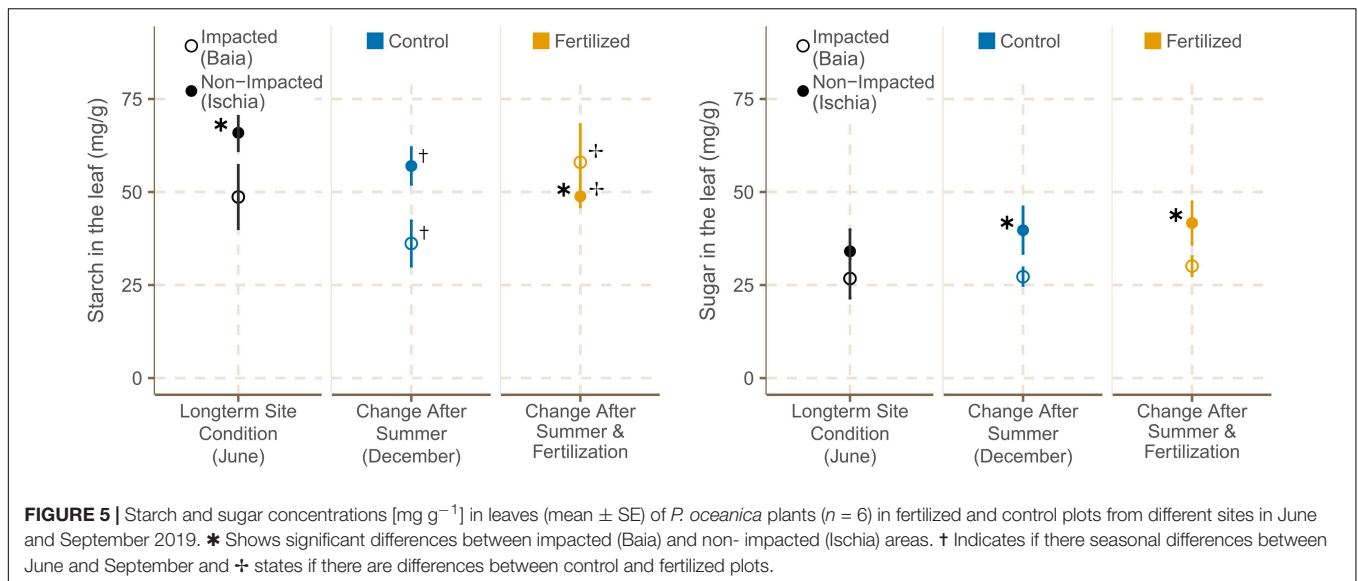 Impacted
(Baia)
Non−Impacted
(Ischia)
Control
Fertilized
Starch in the leaf (mg/g)
75
50
25
0
✱
†
†
✢
✱ ✢
Longterm Site
Condition
(June)
Change After
Summer
(December)
Change After
Summer &
Fertilization
Impacted
(Baia)
Non−Impacted
(Ischia)
Control
Fertilized
Sugar in the leaf (mg/g)
75
50
25
0
✱
✱
Longterm Site
Condition
(June)
Change After
Summer
(December)
Change After
Summer &
Fertilization
FIGURE 5 | Starch and sugar concentrations [mg g−1] in leaves (mean ± SE) of P. oceanica plants (n = 6) in fertilized and control plots from different sites in June
and September 2019. ✱ Shows significant differences between impacted (Baia) and non- impacted (Ischia) areas. † Indicates if there seasonal differences between
June and September and ✢ states if there are differences between control and fertilized plots.